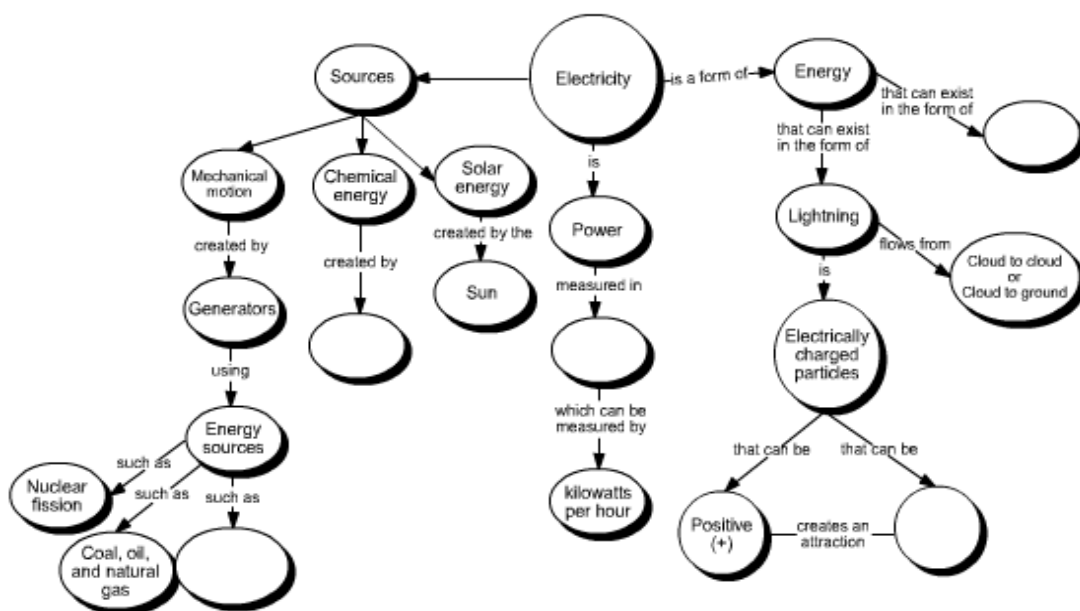 Electricity
Sources
is a form of
Energy
that can exist
in the form of
that can exist
in the form of
Mechanical
motion
Chemical
energy
Solar
energy
is
Power
Lightning
created by
created by
created by the
Sun
measured in
flows from
Cloud to cloud
or
Cloud to ground
is
Generators
using
Electrically
charged
particles
which can be
measured by
Energy
sources
such as
such as
such as
Nuclear
fission
Coal, oil,
and natural
gas
kilowatts
per hour
that can be
that can be
Positive
(+)
creates an
attraction